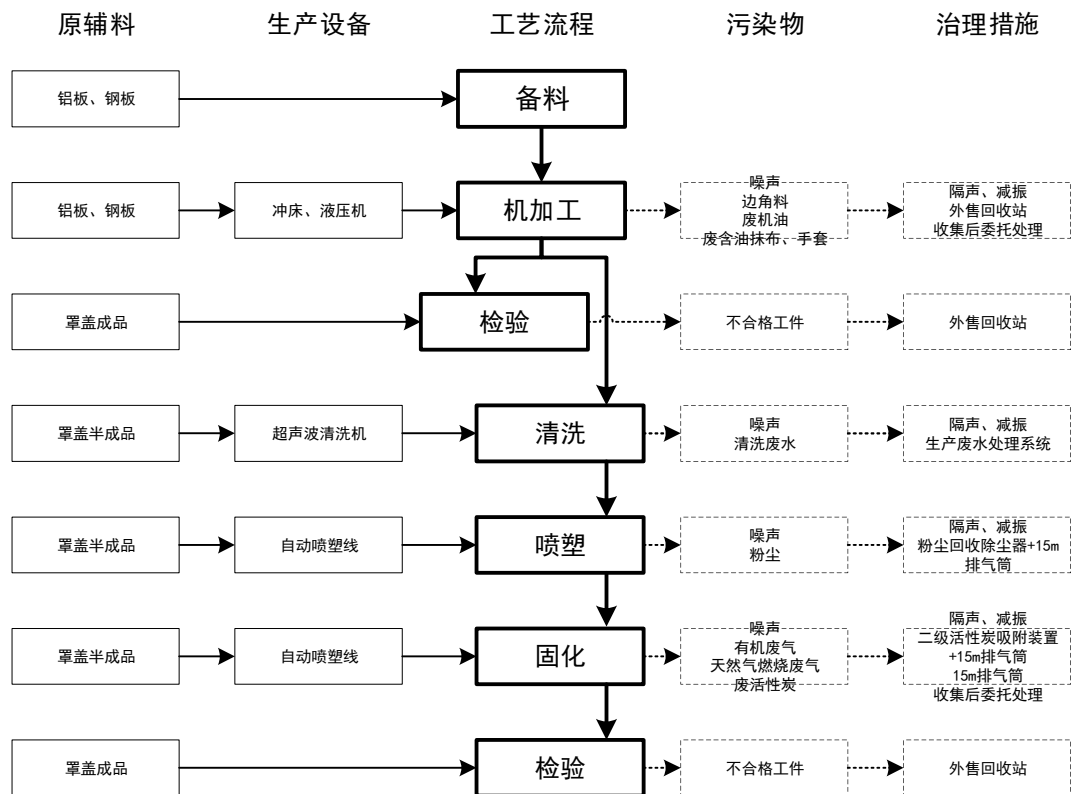 原辅料 生产设备 工艺流程 污染物 治理措施
铝板、钢板 备料
铝板、钢板 冲床、液压机 机加工
噪声
边角料
废机油
废含油抹布、手套
隔声、减振
外售回收站
收集后委托处理
罩盖成品 检验 不合格工件 外售回收站
罩盖半成品 超声波清洗机 清洗
噪声
清洗废水
隔声、减振
生产废水处理系统
罩盖半成品 自动喷塑线 喷塑
噪声
粉尘
隔声、减振
粉尘回收除尘器+15m
排气筒
罩盖半成品 自动喷塑线 固化
噪声
有机废气
天然气燃烧废气
废活性炭
隔声、减振
二级活性炭吸附装置
+15m排气筒
15m排气筒
收集后委托处理
罩盖成品 检验 不合格工件 外售回收站